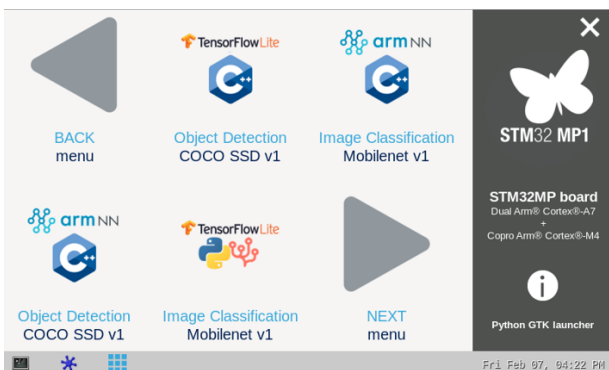 TensorFlowLite
arm NN
C++
C++
BACK
menu
Object Detection
COCO SSD v1
Image Classification
Mobilenet v1
arm NN
TensorFlowLite
C++
Object Detection
COCO SSD v1
Image Classification
Mobilenet v1
NEXT
menu
STM32 MP1
STM32MP board
Dual Arm® Cortex®-A7
+
Copro Arm® Cortex®-M4
i
Python GTK launcher
Fri Feb 07, 04:22 PM